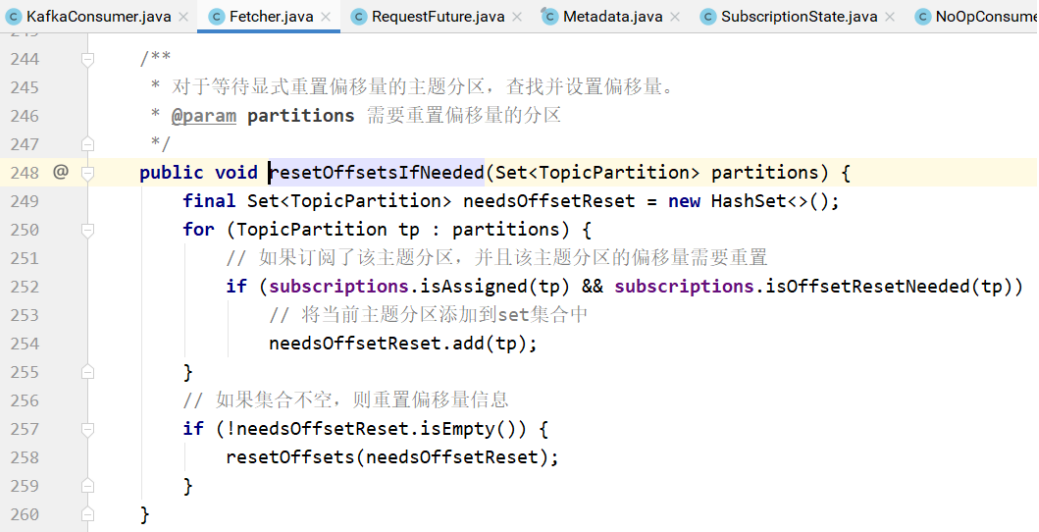 KafkaConsumer.java × Fetcher.java × RequestFuture.java × Metadata.java × SubscriptionState.java × NoOpConsume
244 /**
245 * 对于等待显式重置偏移量的主题分区，查找并设置偏移量。
246 * @param partitions 需要重置偏移量的分区
247 */
248 @ public void resetOffsetsIfNeeded(Set<TopicPartition> partitions) {
249 final Set<TopicPartition> needsOffsetReset = new HashSet<>();
250 for (TopicPartition tp : partitions) {
251 // 如果订阅了该主题分区，并且该主题分区的偏移量需要重置
252 if (subscriptions.isAssigned(tp) && subscriptions.isOffsetResetNeeded(tp))
253 // 将当前主题分区添加到set集合中
254 needsOffsetReset.add(tp);
255 }
256 // 如果集合不空，则重置偏移量信息
257 if (!needsOffsetReset.isEmpty()) {
258 resetOffsets(needsOffsetReset);
259 }
260 }